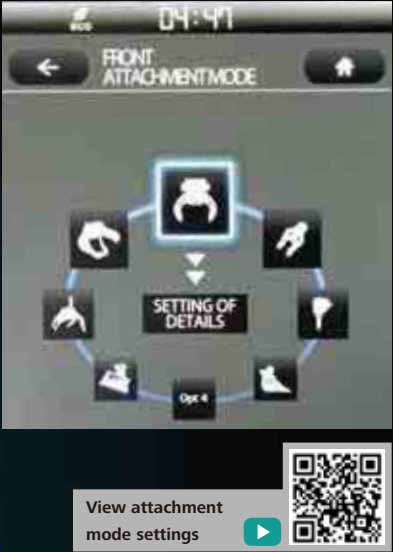 ECO
04:47
FRONT
ATTACHMENT MODE
SETTING OF
DETAILS
Opt 4
View attachment
mode settings